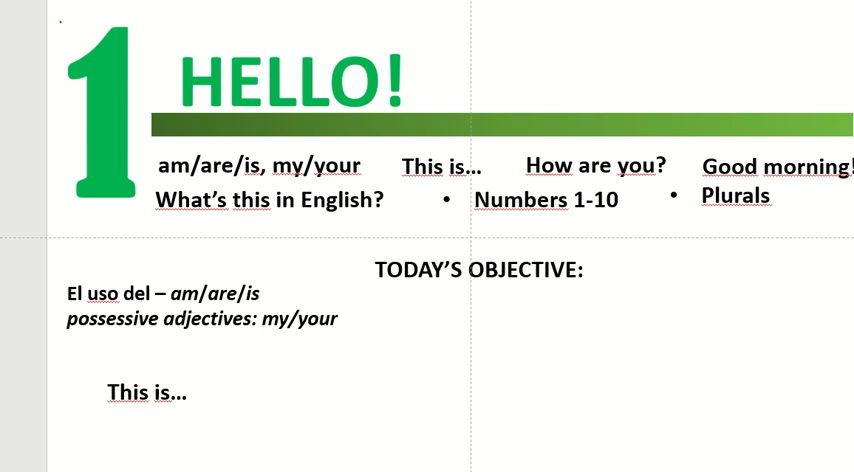 1 HELLO!
am/are/is, my/your This is... How are you? Good morning!
What's this in English? • Numbers 1-10 • Plurals
TODAY'S OBJECTIVE:
El uso del – am/are/is
possessive adjectives: my/your
This is...